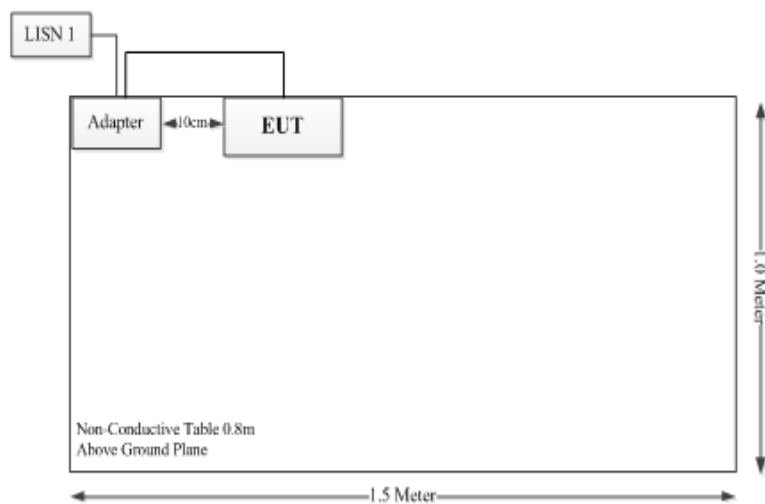 LISN 1
Adapter
10cm
EUT
1.0 Meter
Non-Conductive Table 0.8m
Above Ground Plane
1.5 Meter